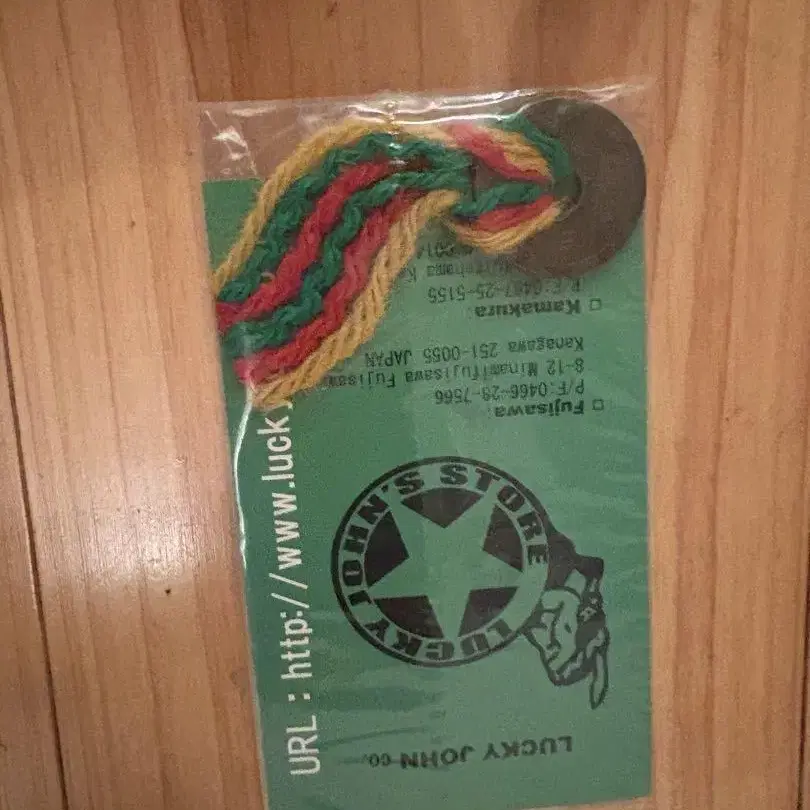 LUCKY JOHN CO.
LUCKY JOHN'S STORE
□ Fujisawa:
P/F:0466-28-7566
8-12 Minamifujisawa Fujisawa
Kanagawa 251-0055 JAPAN
□ Kamakura:
P/F:0467-25-5155
URL : http://www.luck